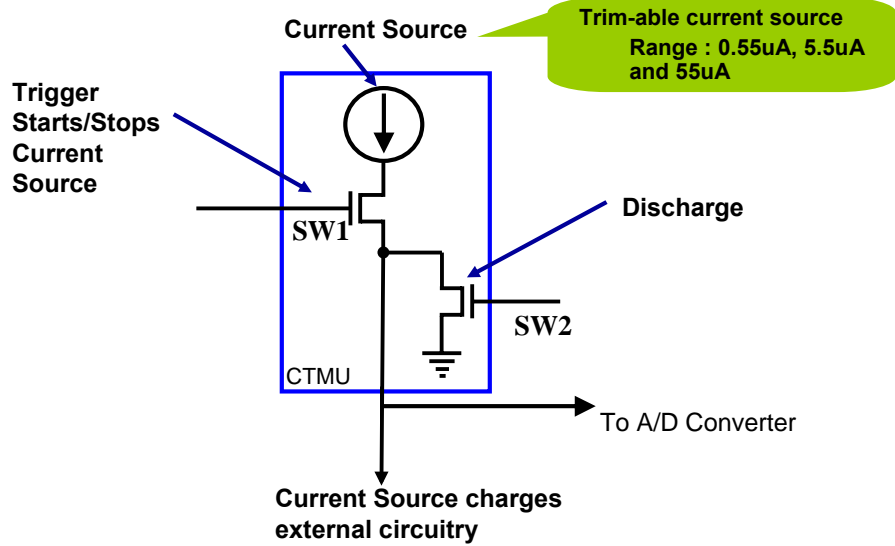 Current Source
Trim-able current source
Range : 0.55uA, 5.5uA
and 55uA
Trigger
Starts/Stops
Current
Source
SW1
Discharge
SW2
CTMU
To A/D Converter
Current Source charges
external circuitry